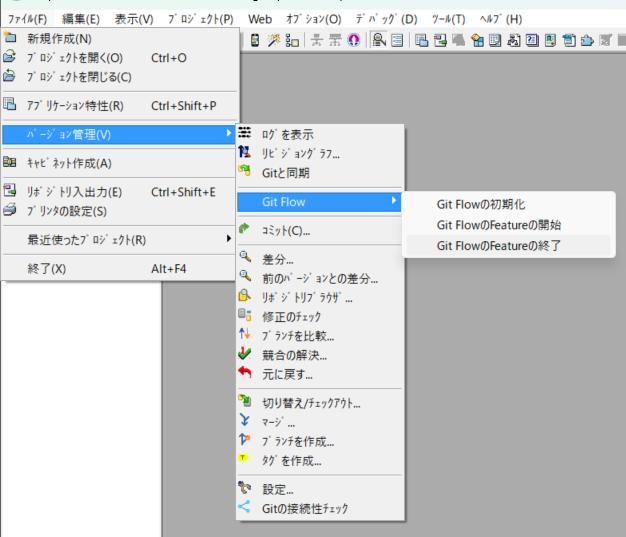 ﾌｧｲﾙ(F) 編集(E) 表示(V) ﾌﾟﾛｼﾞｪｸﾄ(P) Web ｵﾌﾟｼｮﾝ(O) ﾃﾞﾊﾞｯｸﾞ(D) ﾂｰﾙ(T) ﾍﾙﾌﾟ(H)
新規作成(N)
ﾌﾟﾛｼﾞｪｸﾄを開く(O) Ctrl+O
ﾌﾟﾛｼﾞｪｸﾄを閉じる(C)
ｱﾌﾟﾘｹｰｼｮﾝ特性(R) Ctrl+Shift+P
ﾊﾞｰｼﾞｮﾝ管理(V)
ｷｬﾋﾞﾈｯﾄ作成(A)
ﾘﾎﾟｼﾞﾄﾘ入出力(E) Ctrl+Shift+E
ﾌﾟﾘﾝﾀの設定(S)
最近使ったﾌﾟﾛｼﾞｪｸﾄ(R)
終了(X) Alt+F4
ﾛｸﾞを表示
ﾘﾋﾞｼﾞｮﾝｸﾞﾗﾌ...
Gitと同期
Git Flow
ｺﾐｯﾄ(C)...
差分...
前のﾊﾞｰｼﾞｮﾝとの差分...
ﾘﾎﾟｼﾞﾄﾘﾌﾞﾗｳｻﾞ...
修正のﾁｪｯｸ
ﾌﾞﾗﾝﾁを比較...
競合の解決...
元に戻す...
切り替え/ﾁｪｯｸｱｳﾄ...
ﾏｰｼﾞ...
ﾌﾞﾗﾝﾁを作成...
ﾀｸﾞを作成...
設定...
Gitの接続性ﾁｪｯｸ
Git Flowの初期化
Git FlowのFeatureの開始
Git FlowのFeatureの終了